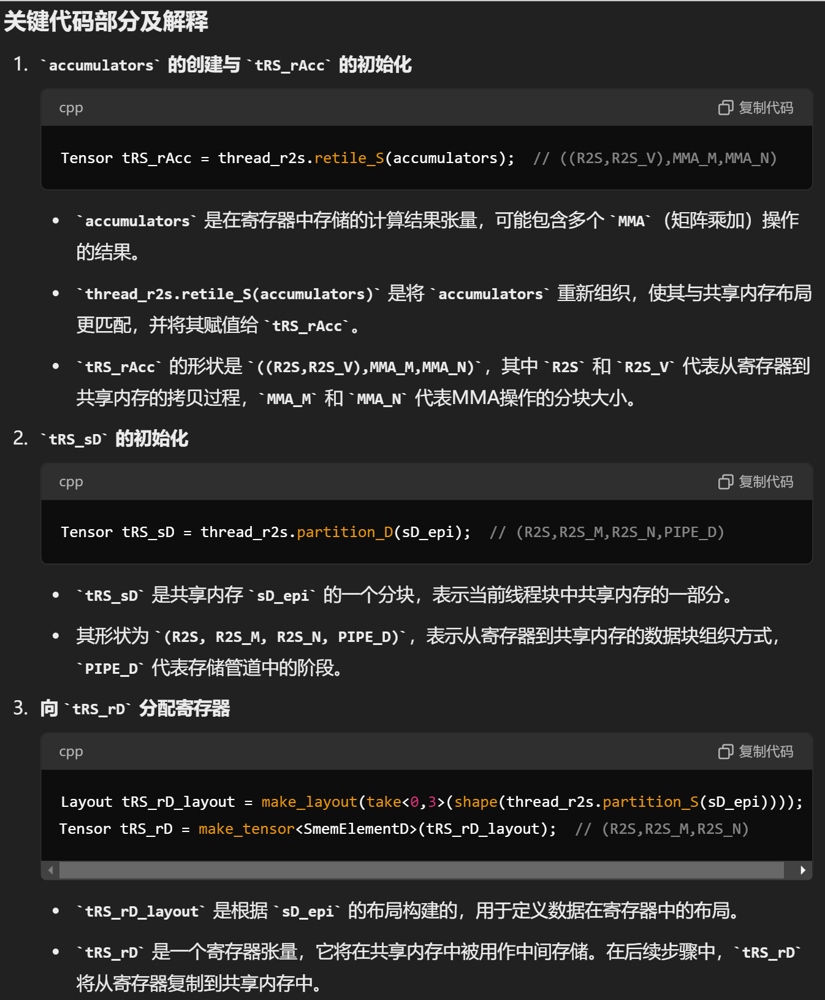 关键代码部分及解释
1. `accumulators` 的创建与 `tRS_rAcc` 的初始化
cpp 复制代码
Tensor tRS_rAcc = thread_r2s.retile_S(accumulators);  // ((R2S,R2S_V),MMA_M,MMA_N)
• `accumulators` 是在寄存器中存储的计算结果张量，可能包含多个 `MMA`（矩阵乘加）操作
的结果。
• `thread_r2s.retile_S(accumulators)` 是将 `accumulators` 重新组织，使其与共享内存布局
更匹配，并将其赋值给 `tRS_rAcc`。
• `tRS_rAcc` 的形状是 `((R2S,R2S_V),MMA_M,MMA_N)`，其中 `R2S` 和 `R2S_V` 代表从寄存器到
共享内存的拷贝过程，`MMA_M` 和 `MMA_N` 代表MMA操作的分块大小。
2. `tRS_sD` 的初始化
cpp 复制代码
Tensor tRS_sD = thread_r2s.partition_D(sD_epi);  // (R2S,R2S_M,R2S_N,PIPE_D)
• `tRS_sD` 是共享内存 `sD_epi` 的一个分块，表示当前线程块中共享内存的一部分。
• 其形状为 `(R2S, R2S_M, R2S_N, PIPE_D)`，表示从寄存器到共享内存的数据块组织方式，
`PIPE_D` 代表存储管道中的阶段。
3. 向 `tRS_rD` 分配寄存器
cpp 复制代码
Layout tRS_rD_layout = make_layout(take<0,3>(shape(thread_r2s.partition_S(sD_epi))));
Tensor tRS_rD = make_tensor<SmemElementD>(tRS_rD_layout);  // (R2S,R2S_M,R2S_N)
• `tRS_rD_layout` 是根据 `sD_epi` 的布局构建的，用于定义数据在寄存器中的布局。
• `tRS_rD` 是一个寄存器张量，它将在共享内存中被用作中间存储。在后续步骤中，`tRS_rD`
将从寄存器复制到共享内存中。